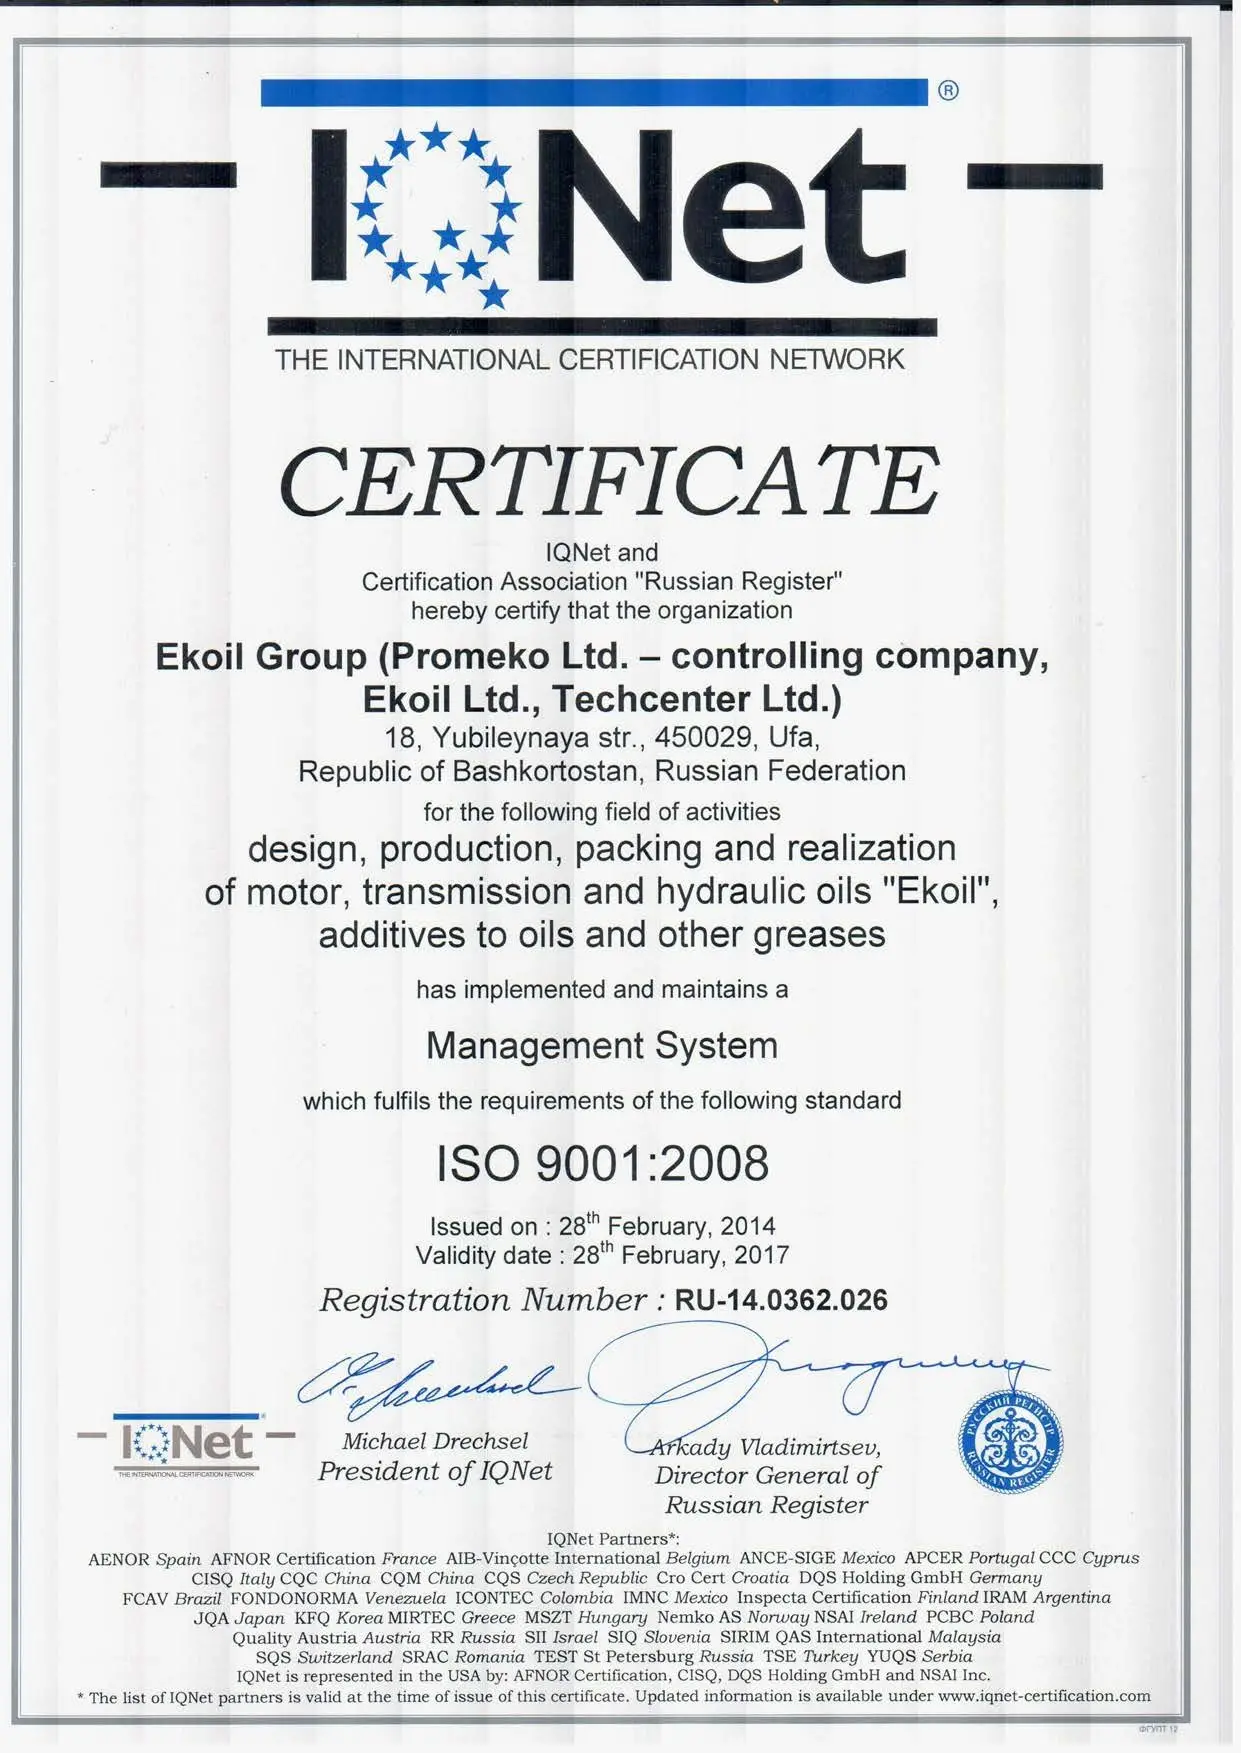 ®
IQNet
THE INTERNATIONAL CERTIFICATION NETWORK
CERTIFICATE
IQNet and
Certification Association "Russian Register"
hereby certify that the organization
Ekoil Group (Promeko Ltd. – controlling company,
Ekoil Ltd., Techcenter Ltd.)
18, Yubileynaya str., 450029, Ufa,
Republic of Bashkortostan, Russian Federation
for the following field of activities
design, production, packing and realization
of motor, transmission and hydraulic oils "Ekoil",
additives to oils and other greases
has implemented and maintains a
Management System
which fulfils the requirements of the following standard
ISO 9001:2008
Issued on : 28th February, 2014
Validity date : 28th February, 2017
Registration Number : RU-14.0362.026
IQNet
THE INTERNATIONAL CERTIFICATION NETWORK
Michael Drechsel
President of IQNet
Arkady Vladimirtsev,
Director General of
Russian Register
РУССКИЙ РЕГИСТР
RUSSIAN REGISTER
IQNet Partners*:
AENOR Spain AFNOR Certification France AIB-Vinçotte International Belgium ANCE-SIGE Mexico APCER Portugal CCC Cyprus
CISQ Italy CQC China CQM China CQS Czech Republic Cro Cert Croatia DQS Holding GmbH Germany
FCAV Brazil FONDONORMA Venezuela ICONTEC Colombia IMNC Mexico Inspecta Certification Finland IRAM Argentina
JQA Japan KFQ Korea MIRTEC Greece MSZT Hungary Nemko AS Norway NSAI Ireland PCBC Poland
Quality Austria Austria RR Russia SII Israel SIQ Slovenia SIRIM QAS International Malaysia
SQS Switzerland SRAC Romania TEST St Petersburg Russia TSE Turkey YUQS Serbia
IQNet is represented in the USA by: AFNOR Certification, CISQ, DQS Holding GmbH and NSAI Inc.
* The list of IQNet partners is valid at the time of issue of this certificate. Updated information is available under www.iqnet-certification.com